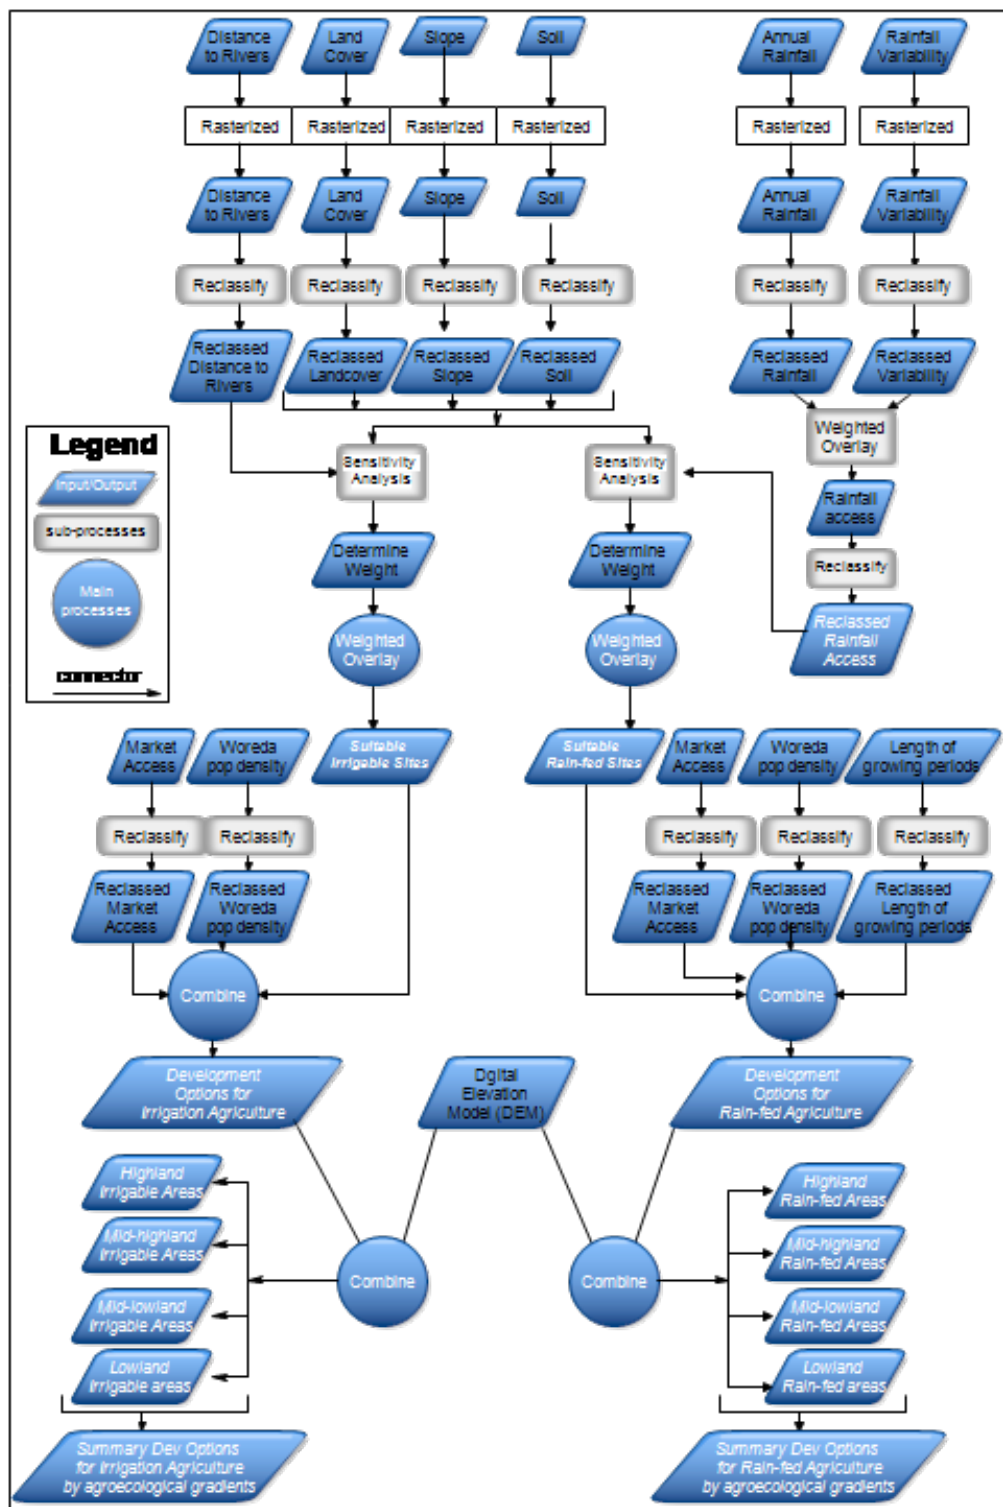 Distance
to Rivers
Land
Cover
Slope
Soil
Annual
Rainfall
Rainfall
Variability
Rasterized
Rasterized
Rasterized
Rasterized
Rasterized
Rasterized
Distance
to Rivers
Land
Cover
Slope
Soil
Annual
Rainfall
Rainfall
Variability
Reclassify
Reclassify
Reclassify
Reclassify
Reclassify
Reclassify
Reclassed
Distance to
Rivers
Reclassed
Landcover
Reclassed
Slope
Reclassed
Soil
Reclassed
Rainfall
Reclassed
Variability
Legend
Input/Output
sub-processes
Main
processes
connector
Sensitivity
Analysis
Sensitivity
Analysis
Weighted
Overlay
Rainfall
access
Reclassify
Reclassed
Rainfall
Access
Determine
Weight
Determine
Weight
Weighted
Overlay
Weighted
Overlay
Market
Access
Woreda
pop density
Suitable
Irrigable Sites
Suitable
Rain-fed Sites
Market
Access
Woreda
pop density
Length of
growing periods
Reclassify
Reclassify
Reclassify
Reclassify
Reclassify
Reclassed
Market
Access
Reclassed
Woreda
pop density
Reclassed
Market
Access
Reclassed
Woreda
pop density
Reclassed
Length of
growing periods
Combine
Combine
Development
Options for
Irrigation Agriculture
Dgital
Elevation
Model (DEM)
Development
Options for
Rain-fed Agriculture
Highland
Irrigable Areas
Mid-highland
Irrigable Areas
Mid-lowland
Irrigable Areas
Lowland
Irrigable areas
Combine
Combine
Highland
Rain-fed Areas
Mid-highland
Rain-fed Areas
Mid-lowland
Rain-fed Areas
Lowland
Rain-fed areas
Summary Dev Options
for Irrigation Agriculture
by agroecological gradients
Summary Dev Options
for Rain-fed Agriculture
by agroecological gradients